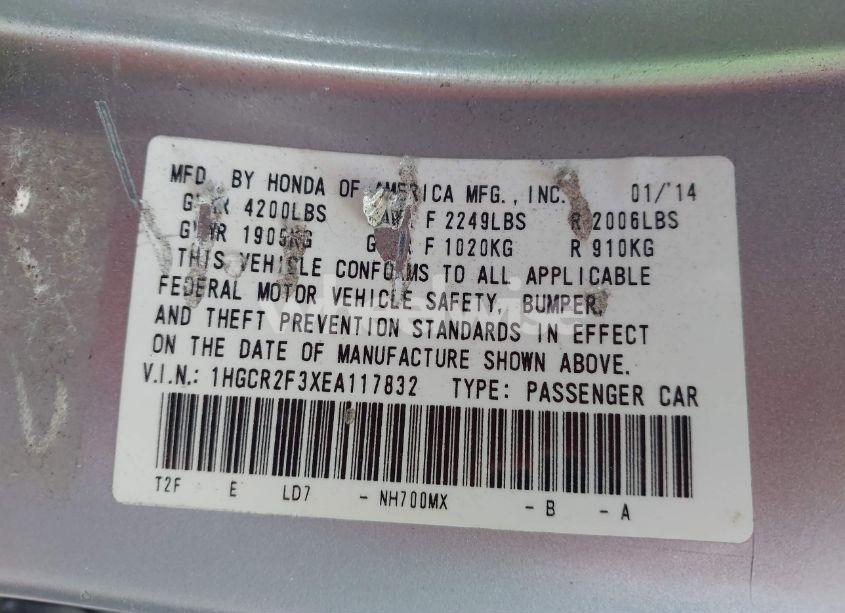 MFD. BY HONDA OF AMERICA MFG., INC. 01/'14
4200LBS F 2249LBS R 2006LBS
1905KG F 1020KG R 910KG
THIS VEHICLE CONFORMS TO ALL APPLICABLE
FEDERAL MOTOR VEHICLE SAFETY, BUMPER,
AND THEFT PREVENTION STANDARDS IN EFFECT
ON THE DATE OF MANUFACTURE SHOWN ABOVE.
V.I.N.: 1HGCR2F3XEA117832 TYPE: PASSENGER CAR
T2F E LD7 - NH700MX - B - A